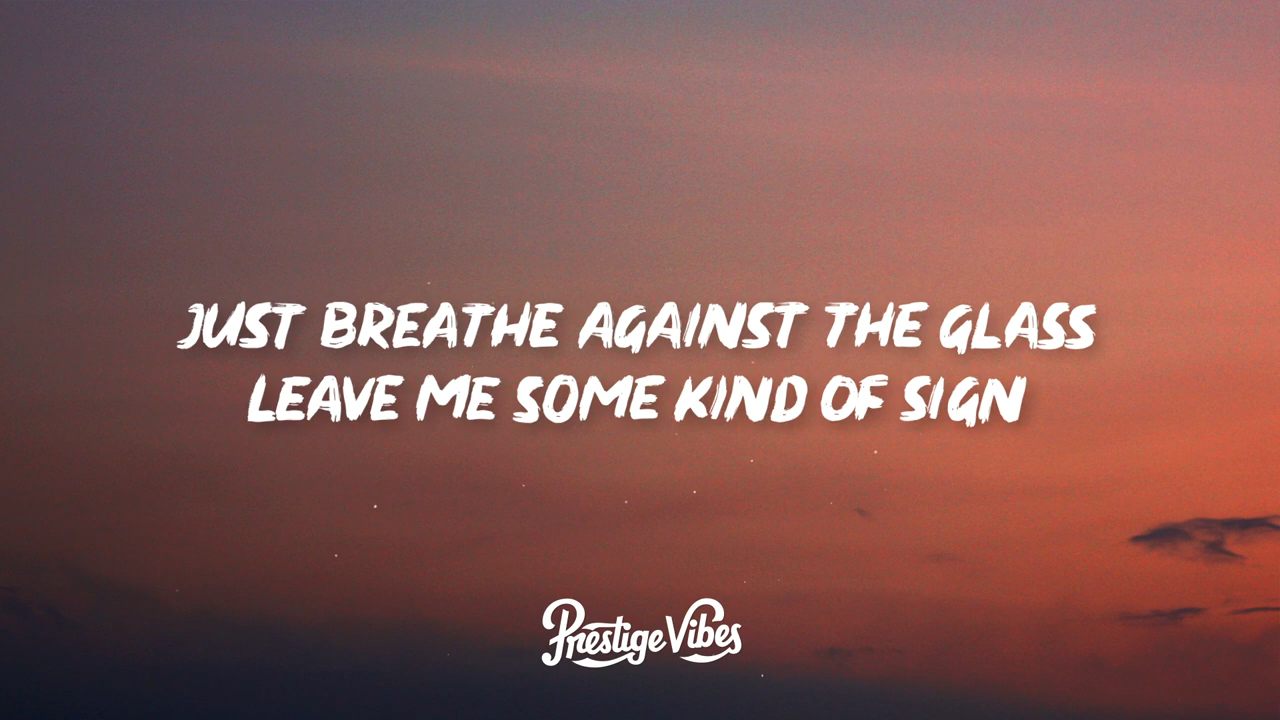 JUST BREATHE AGAINST THE GLASS
LEAVE ME SOME KIND OF SIGN
Prestige Vibes